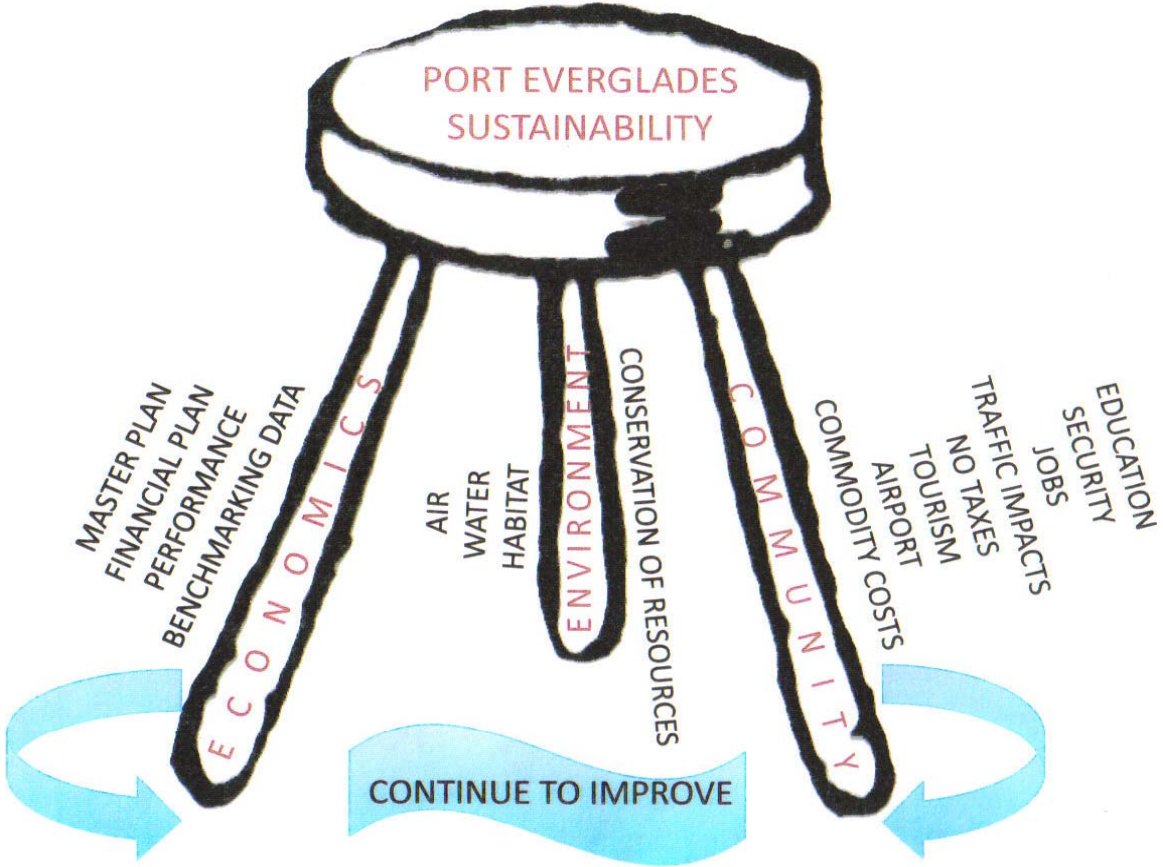 PORT EVERGLADES
SUSTAINABILITY
MASTER PLAN
FINANCIAL PLAN
PERFORMANCE
BENCHMARKING DATA
ECONOMICS
AIR
WATER
HABITAT
ENVIRONMENT
CONSERVATION OF RESOURCES
COMMUNITY
COMMODITY COSTS
AIRPORT
TOURISM
NO TAXES
TRAFFIC IMPACTS
JOBS
SECURITY
EDUCATION
CONTINUE TO IMPROVE